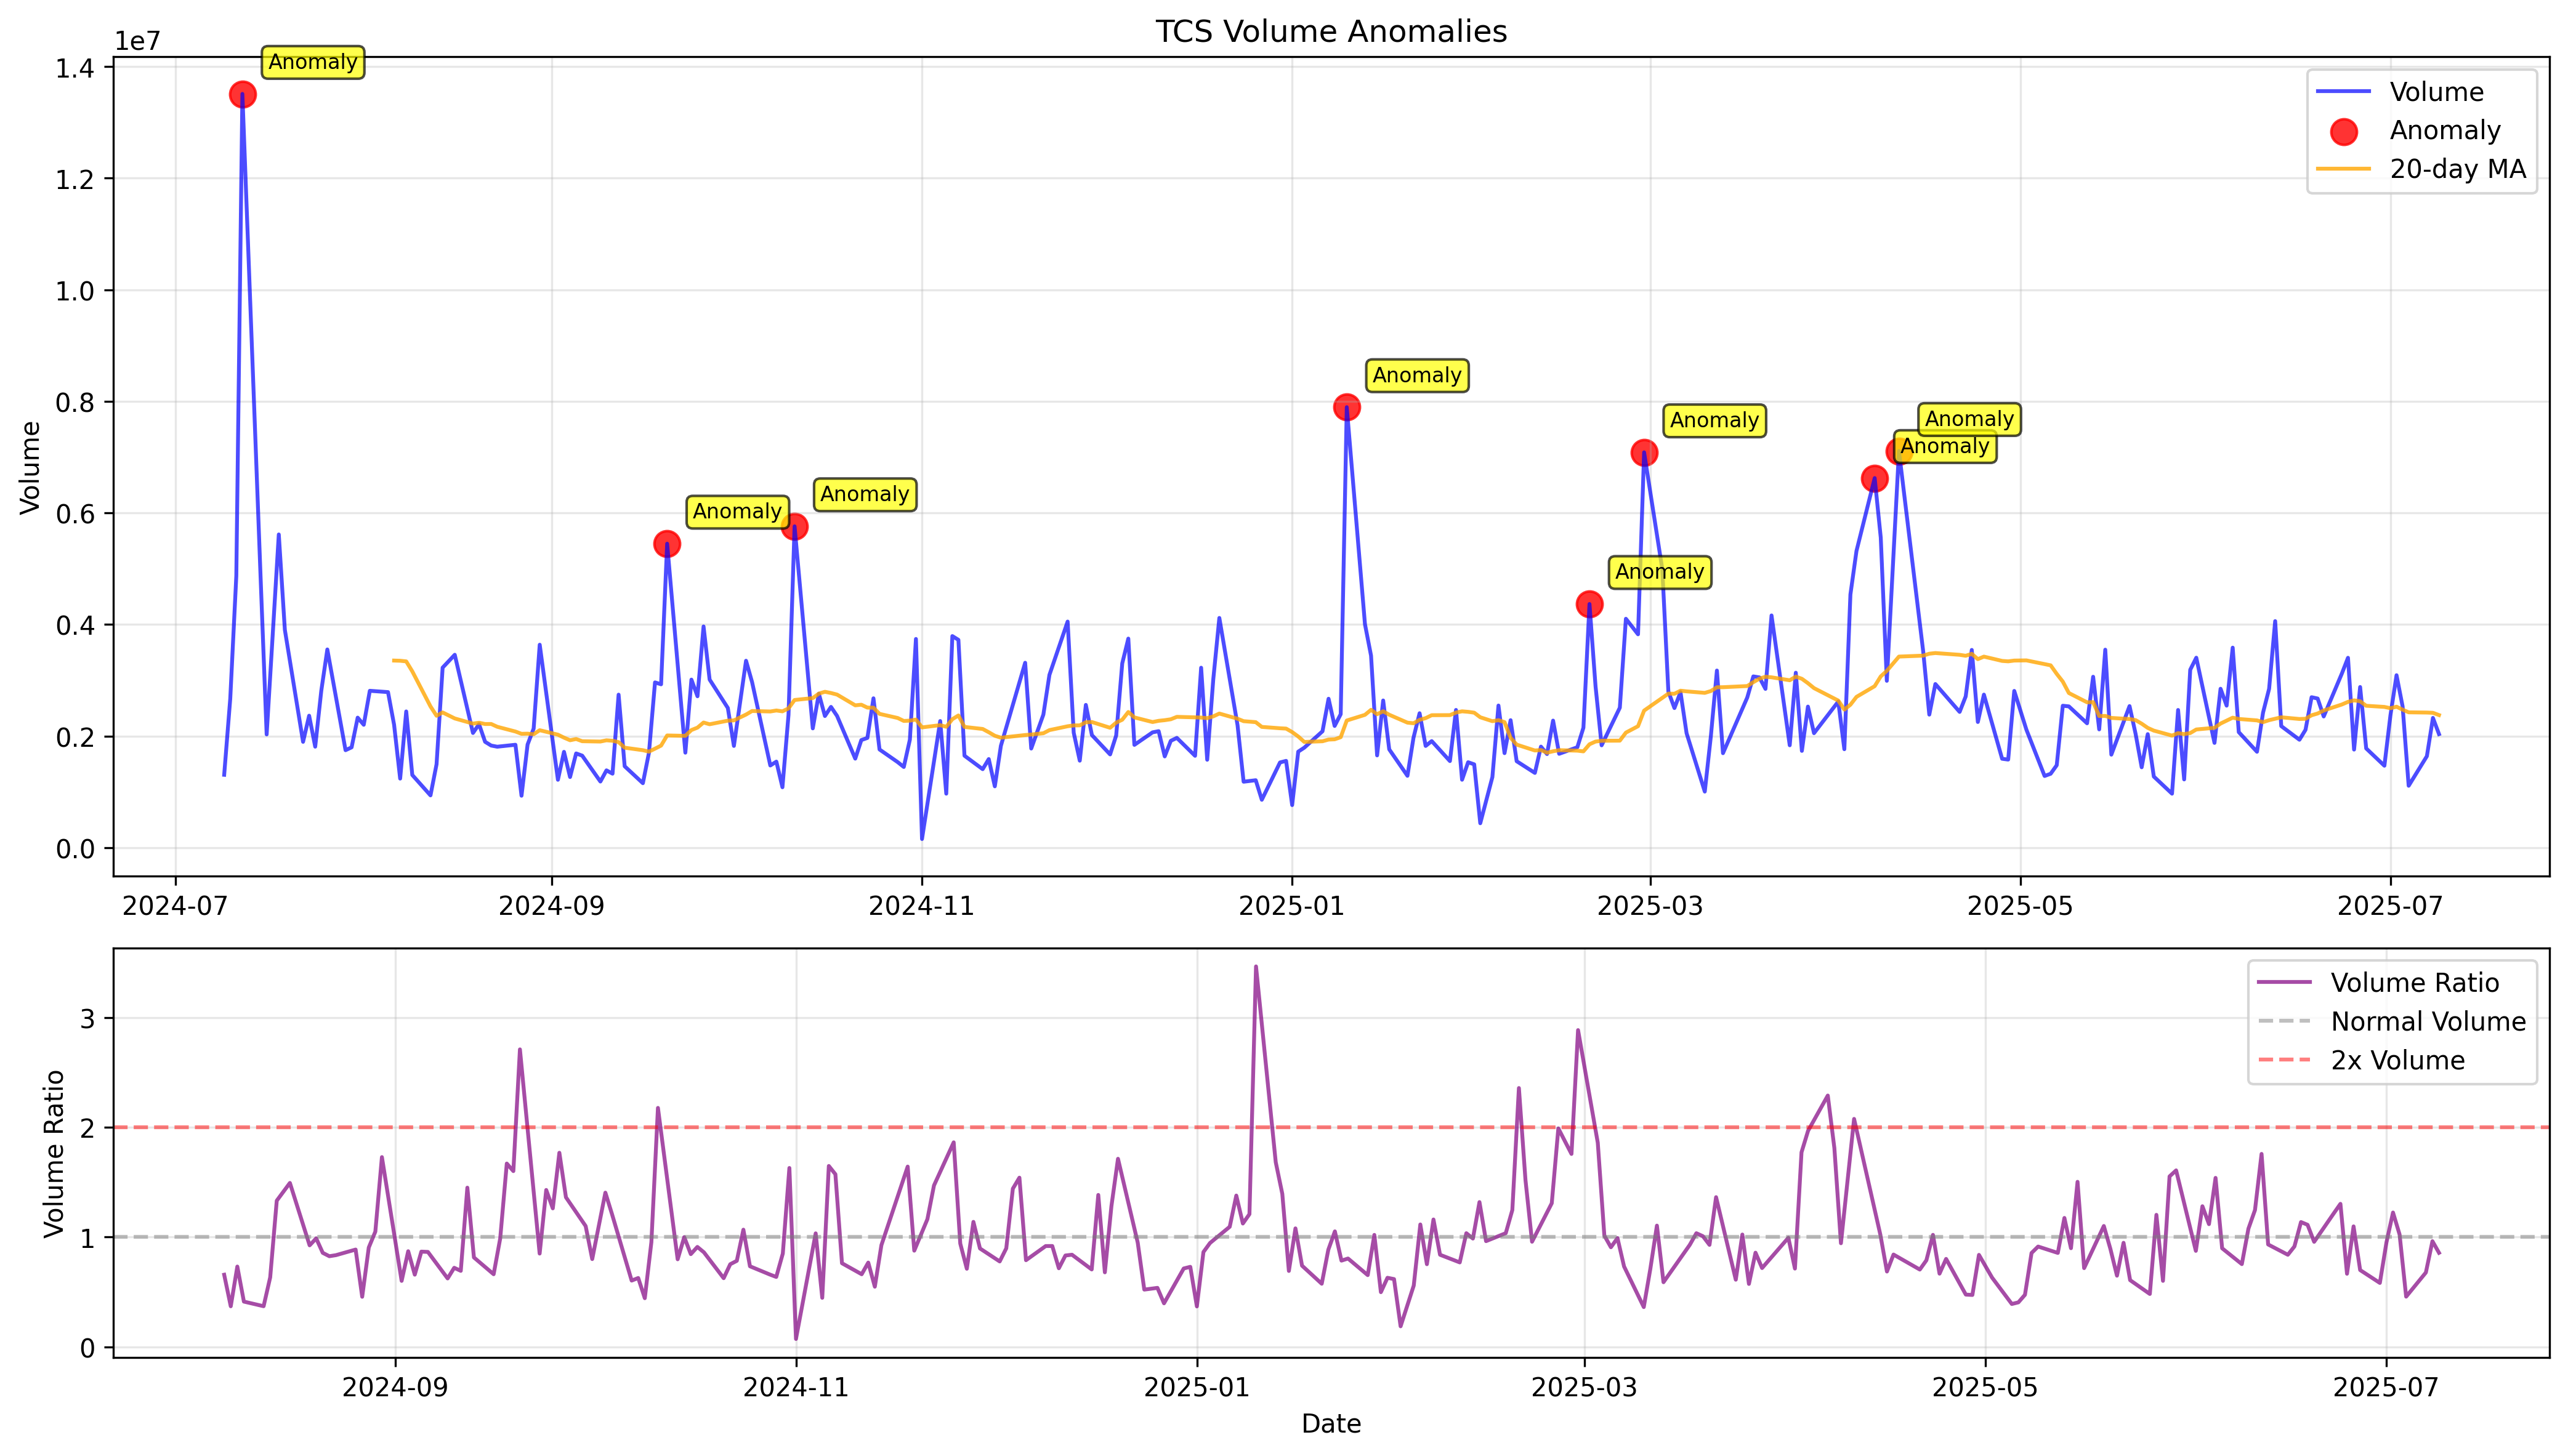 TCS Volume Anomalies
1e7
Anomaly
1.4
Volume
Anomaly
20-day MA
1.2
1.0
Anomaly
0.8
Anomaly
Anomaly
Anomaly
Anomaly
Anomaly
0.6
Anomaly
0.4
0.2
0.0
Volume
2024-07
2024-09
2024-11
2025-01
2025-03
2025-05
2025-07
Volume Ratio
Normal Volume
2x Volume
3
2
1
0
Volume Ratio
2024-09
2024-11
2025-01
2025-03
2025-05
2025-07
Date